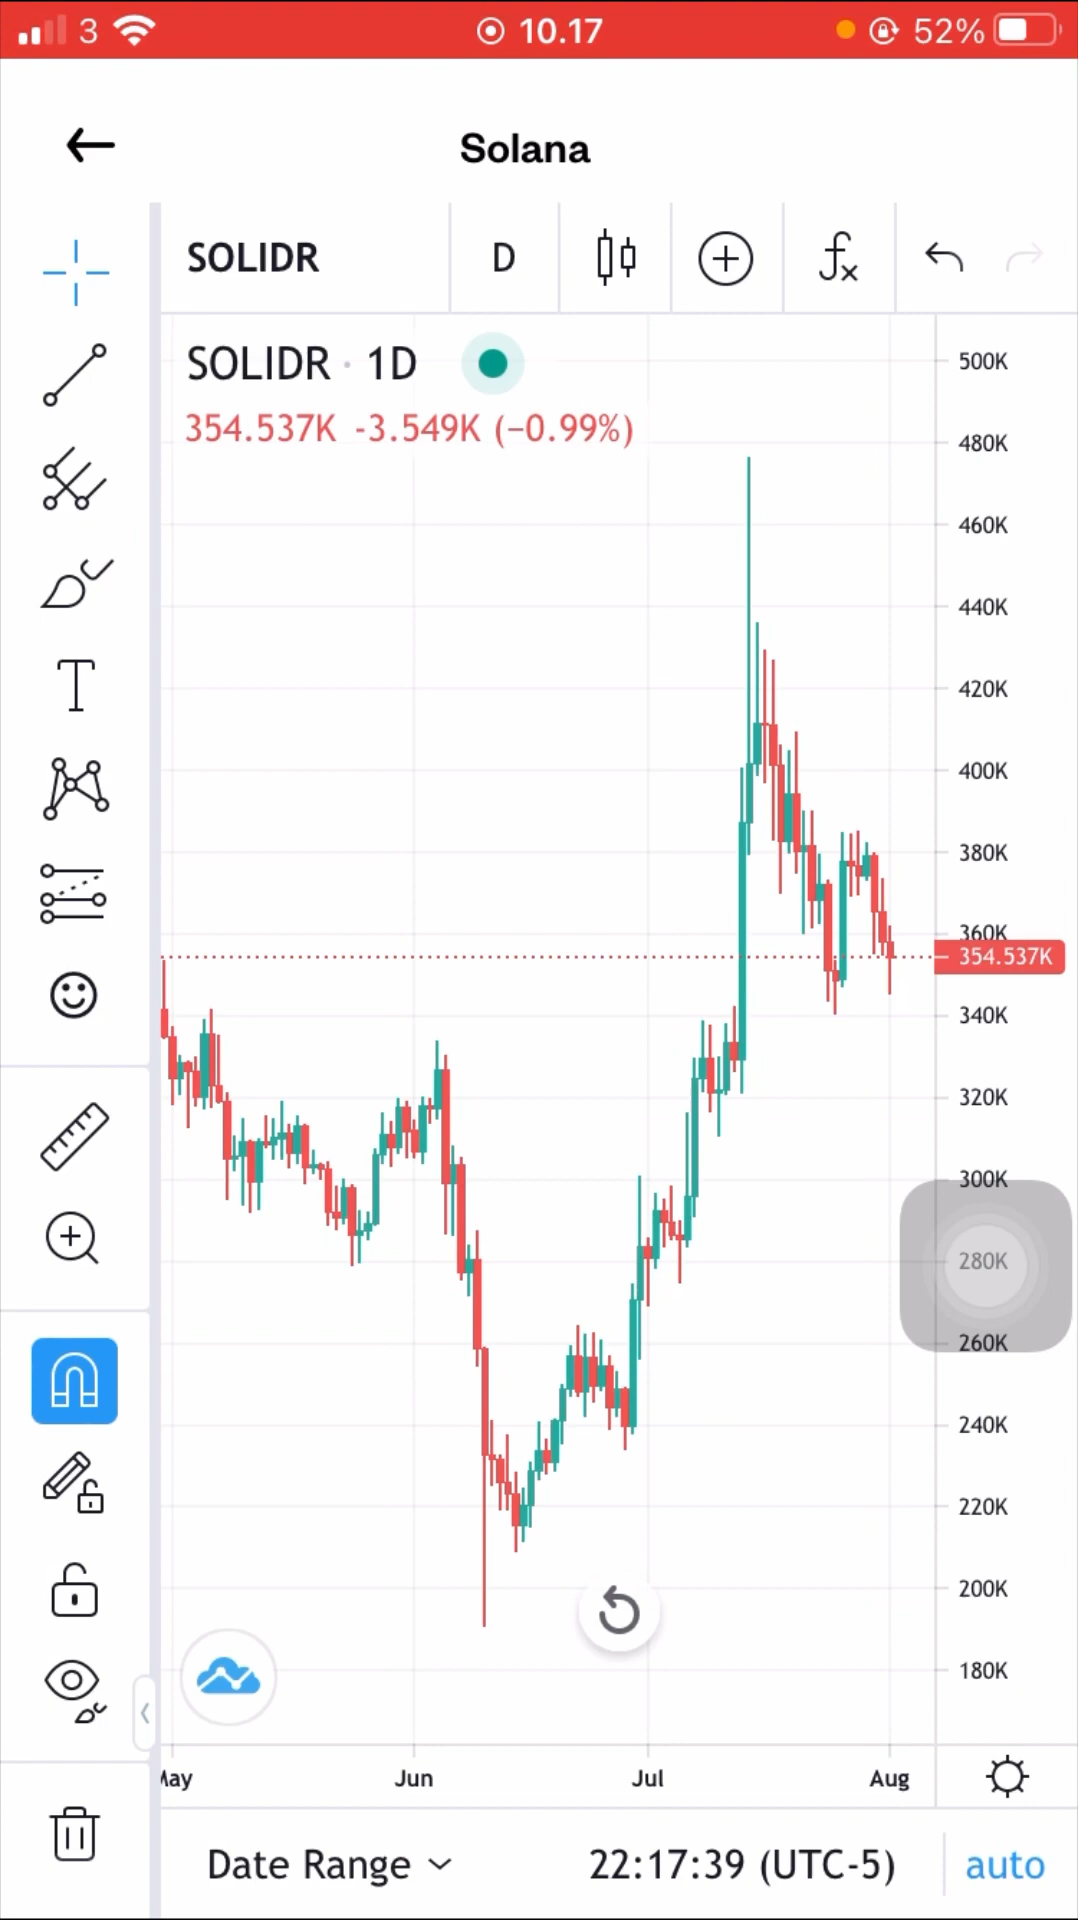 3 10.17 52%
Solana
SOLIDR D
SOLIDR · 1D
354.537K -3.549K (−0.99%)
500K
480K
460K
440K
420K
400K
380K
360K
354.537K
340K
320K
300K
280K
260K
240K
220K
200K
180K
May Jun Jul Aug
Date Range 22:17:39 (UTC-5) auto